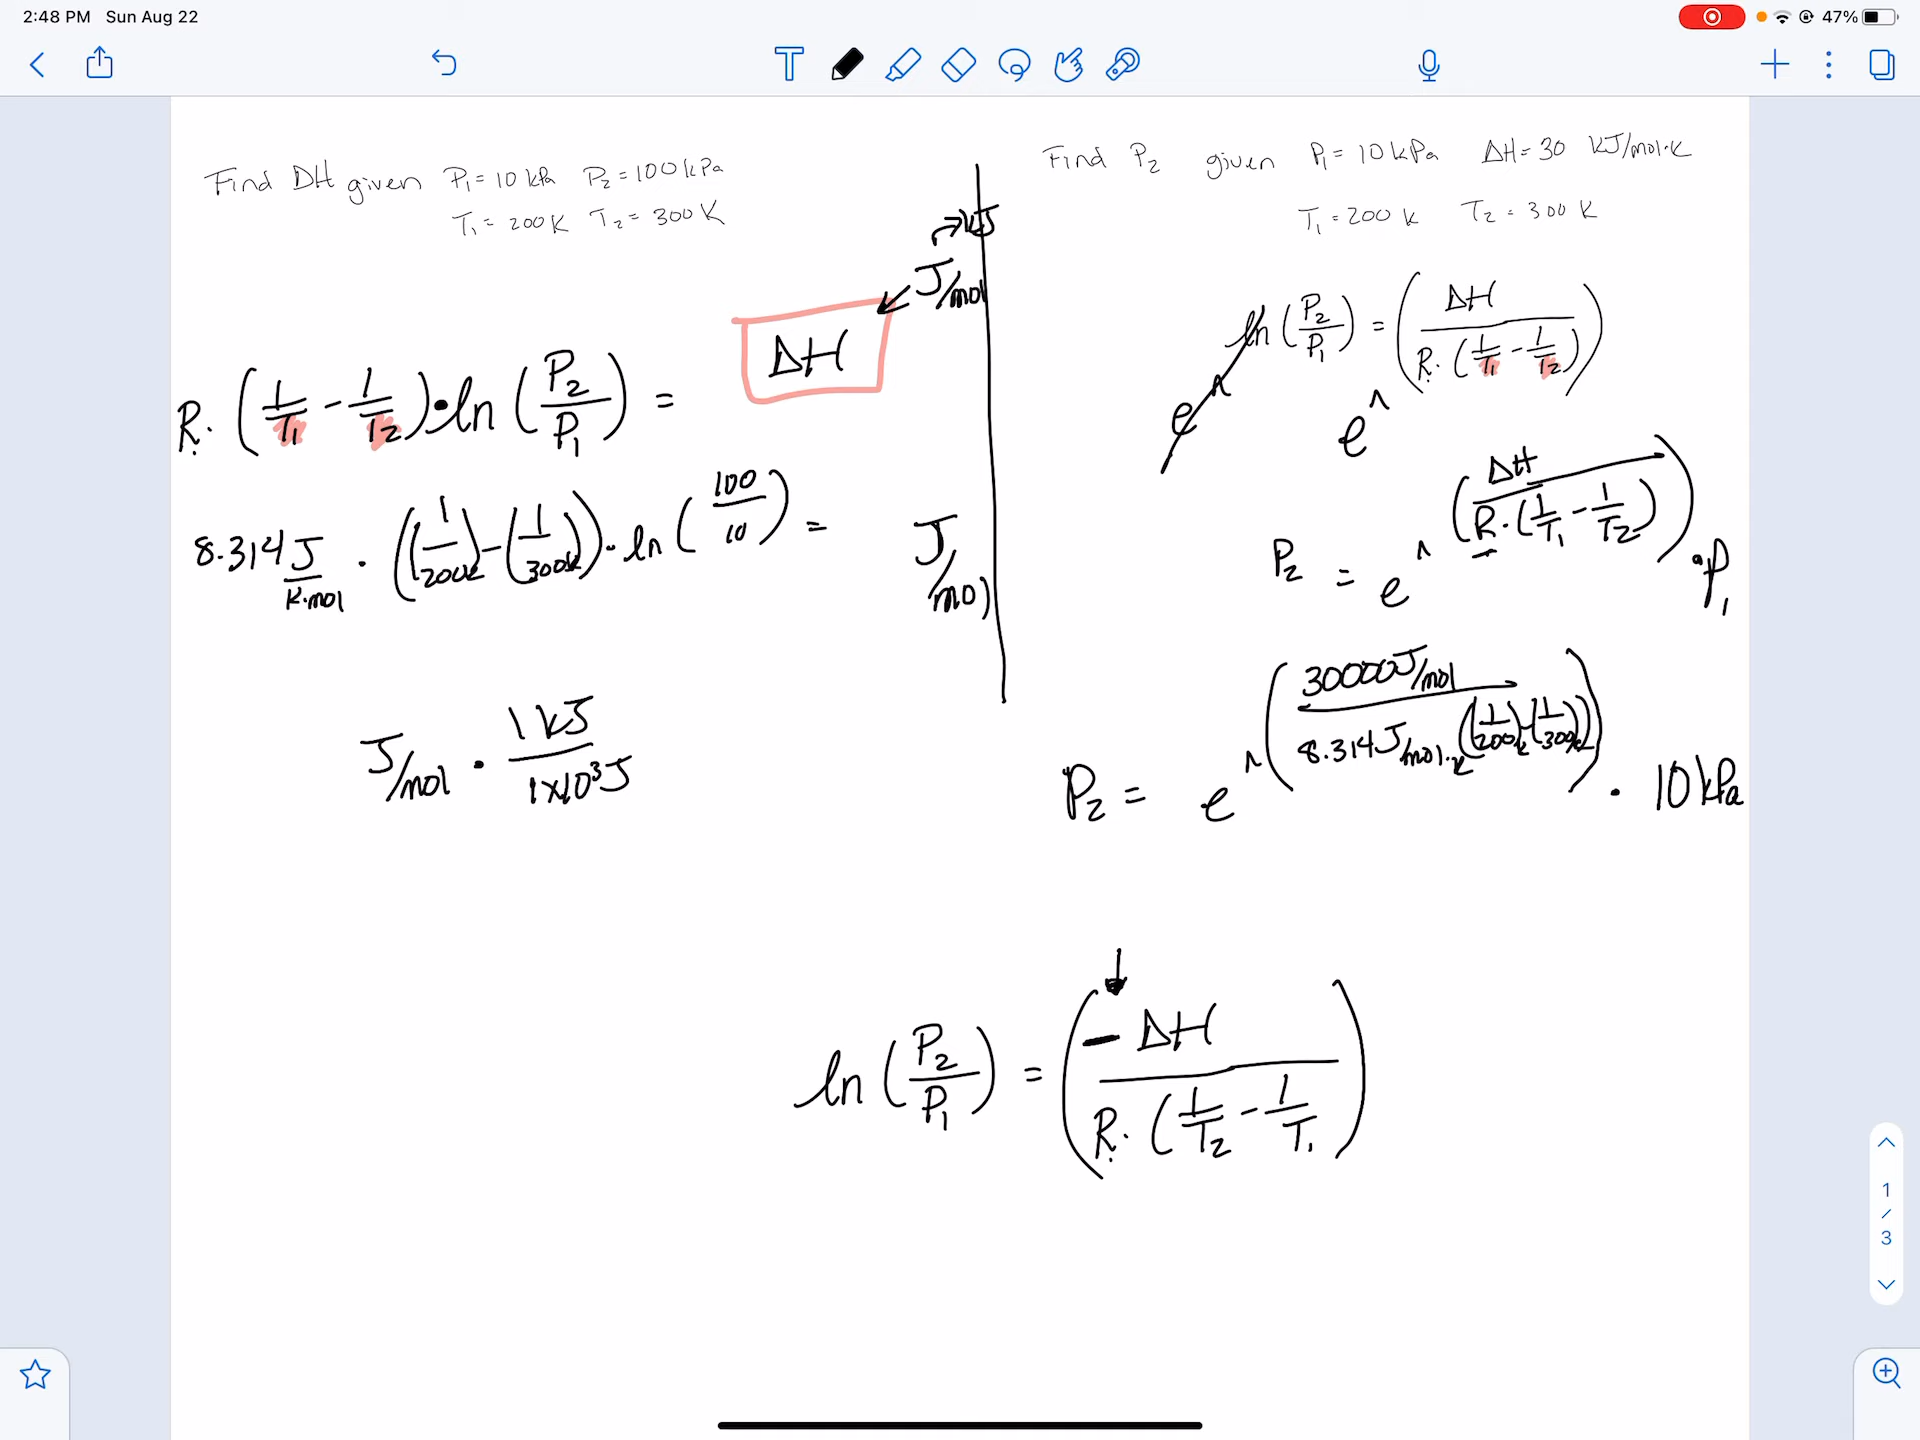 2:48 PM Sun Aug 22
47%
T
Find DH given P₁ = 10 kPa P₂ = 100 kPa
T₁ = 200 K T₂ = 300 K
→ kJ
J/mol
ΔH
R · (1/T₁ - 1/T₂) • ln (P₂/P₁) =
8.314 J/K·mol · ((1/200k) - (1/300k)) · ln (100/10) = J/mol
J/mol · 1 kJ / 1x10³ J
Find P₂ given P₁ = 10 kPa ΔH = 30 kJ/mol·K
T₁ = 200 K T₂ = 300 K
ln (P₂/P₁) = (ΔH / R · (1/T₁ - 1/T₂))
e^ e^
P₂ = e^(ΔH / R · (1/T₁ - 1/T₂)) · P₁
P₂ = e^(30000 J/mol / 8.314 J/mol·K ((1/200k) - (1/300k))) · 10 kPa
ln (P₂/P₁) = (-ΔH / R · (1/T₂ - 1/T₁))
1
/
3